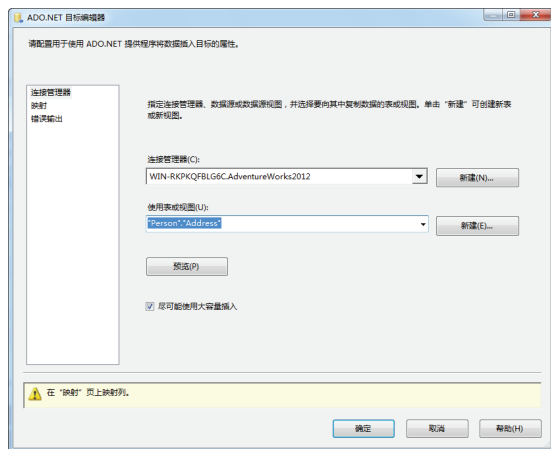 ADO.NET 目标编辑器
请配置用于使用 ADO.NET 提供程序将数据插入目标的属性。
连接管理器
映射
错误输出
指定连接管理器、数据源或数据源视图，并选择要向其中复制数据的表或视图。单击“新建”可创建新表
或新视图。
连接管理器(C):
WIN-RKPKQFBLG6C.AdventureWorks2012
新建(N)...
使用表或视图(U):
"Person"."Address"
新建(E)...
预览(P)
尽可能使用大容量插入
在“映射”页上映射列。
确定
取消
帮助(H)